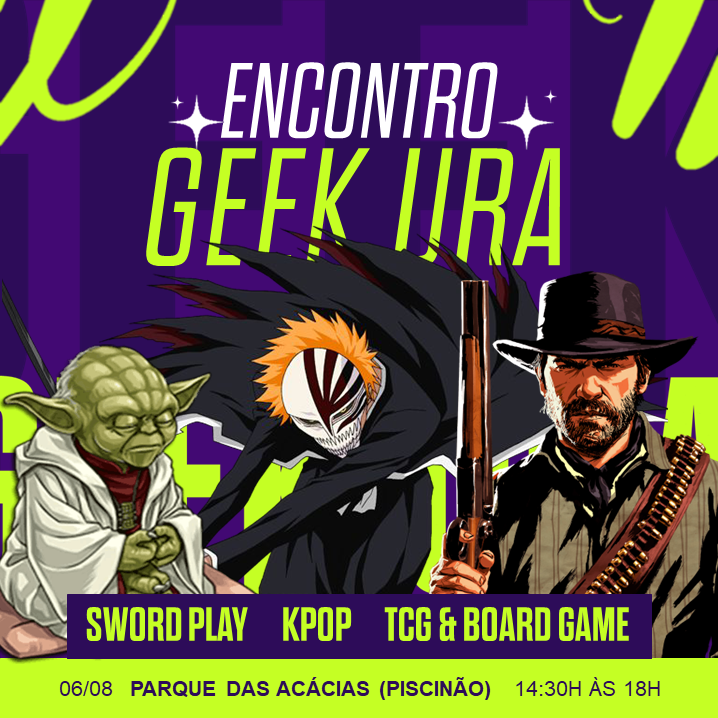 ENCONTRO
GEEK URA
SWORD PLAY KPOP TCG & BOARD GAME
06/08 PARQUE DAS ACÁCIAS (PISCINÃO) 14:30H ÀS 18H